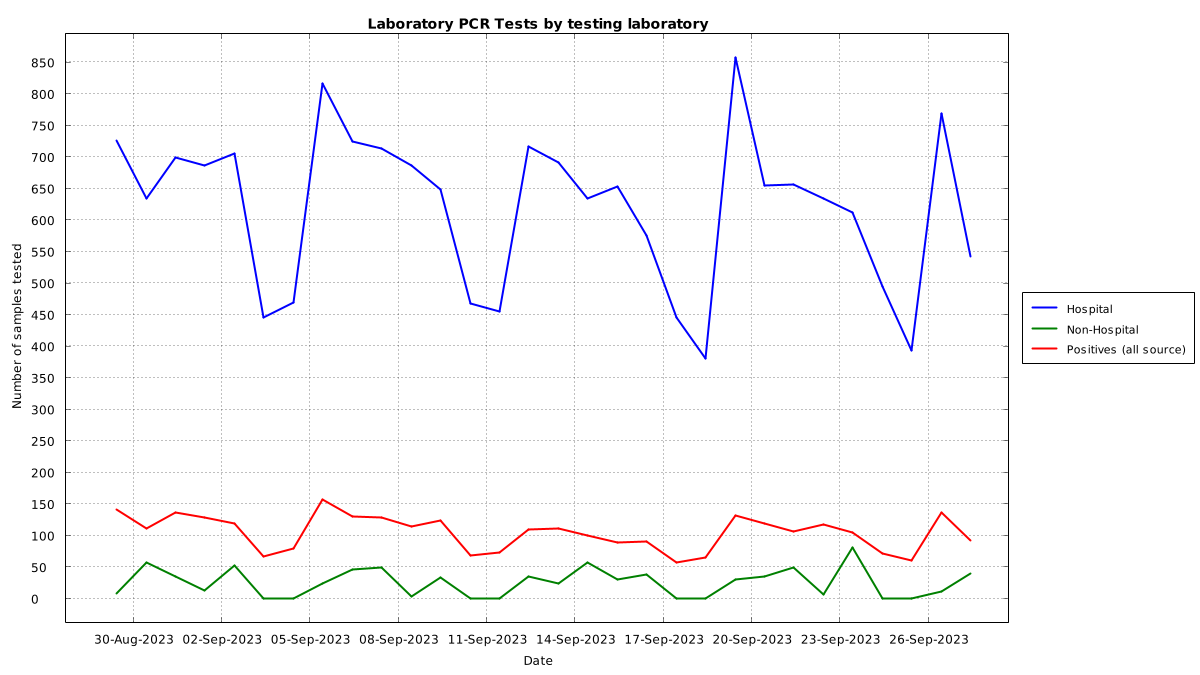 Laboratory PCR Tests by testing laboratory
850
800
750
700
650
600
550
500
450
400
350
300
250
200
150
100
50
0
Number of samples tested
30-Aug-2023 02-Sep-2023 05-Sep-2023 08-Sep-2023 11-Sep-2023 14-Sep-2023 17-Sep-2023 20-Sep-2023 23-Sep-2023 26-Sep-2023
Date
Hospital
Non-Hospital
Positives (all source)